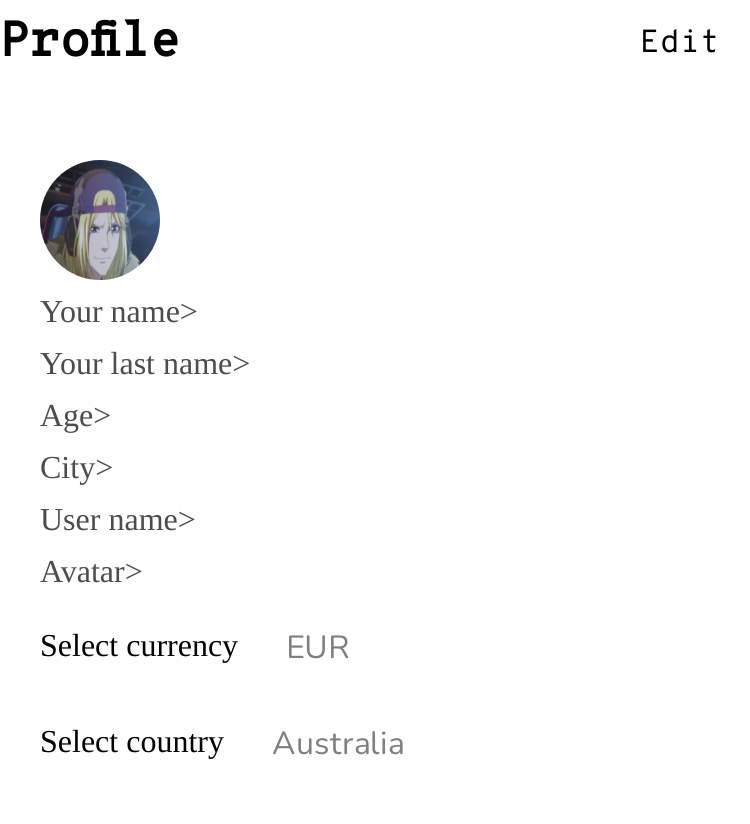 Profile Edit
Your name>
Your last name>
Age>
City>
User name>
Avatar>
Select currency EUR
Select country Australia